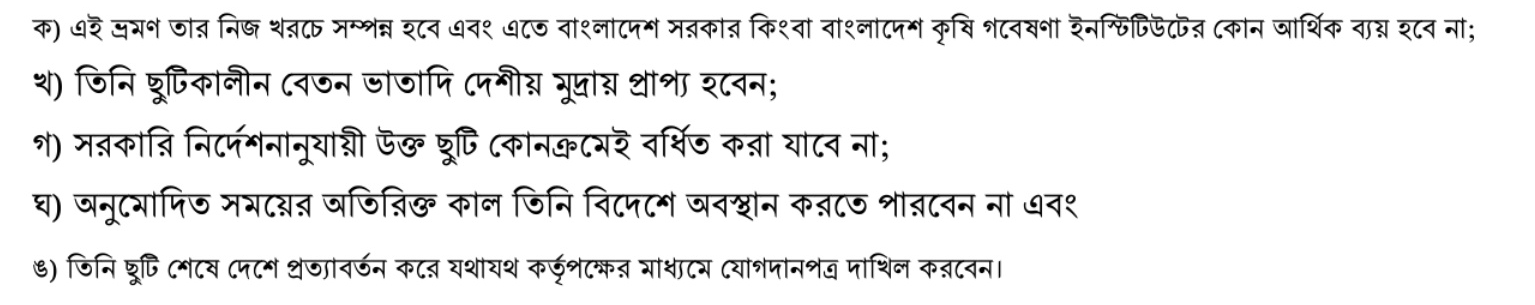 ক) এই ভ্রমণ তার নিজ খরচে সম্পন্ন হবে এবং এতে বাংলাদেশ সরকার কিংবা বাংলাদেশ কৃষি গবেষণা ইনস্টিটিউটের কোন আর্থিক ব্যয় হবে না;
খ) তিনি ছুটিকালীন বেতন ভাতাদি দেশীয় মুদ্রায় প্রাপ্য হবেন;
গ) সরকারি নির্দেশনানুযায়ী উক্ত ছুটি কোনক্রমেই বর্ধিত করা যাবে না;
ঘ) অনুমোদিত সময়ের অতিরিক্ত কাল তিনি বিদেশে অবস্থান করতে পারবেন না এবং
ঙ) তিনি ছুটি শেষে দেশে প্রত্যাবর্তন করে যথাযথ কর্তৃপক্ষের মাধ্যমে যোগদানপত্র দাখিল করবেন।